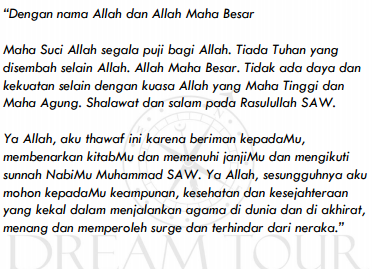 “Dengan nama Allah dan Allah Maha Besar
Maha Suci Allah segala puji bagi Allah. Tiada Tuhan yang
disembah selain Allah. Allah Maha Besar. Tidak ada daya dan
kekuatan selain dengan kuasa Allah yang Maha Tinggi dan
Maha Agung. Shalawat dan salam pada Rasulullah SAW.
Ya Allah, aku thawaf ini karena beriman kepadaMu,
membenarkan kitabMu dan memenuhi janjiMu dan mengikuti
sunnah NabiMu Muhammad SAW. Ya Allah, sesungguhnya aku
mohon kepadaMu keampunan, kesehatan dan kesejahteraan
yang kekal dalam menjalankan agama di dunia dan di akhirat,
menang dan memperoleh surge dan terhindar dari neraka.”
DREAM TOUR